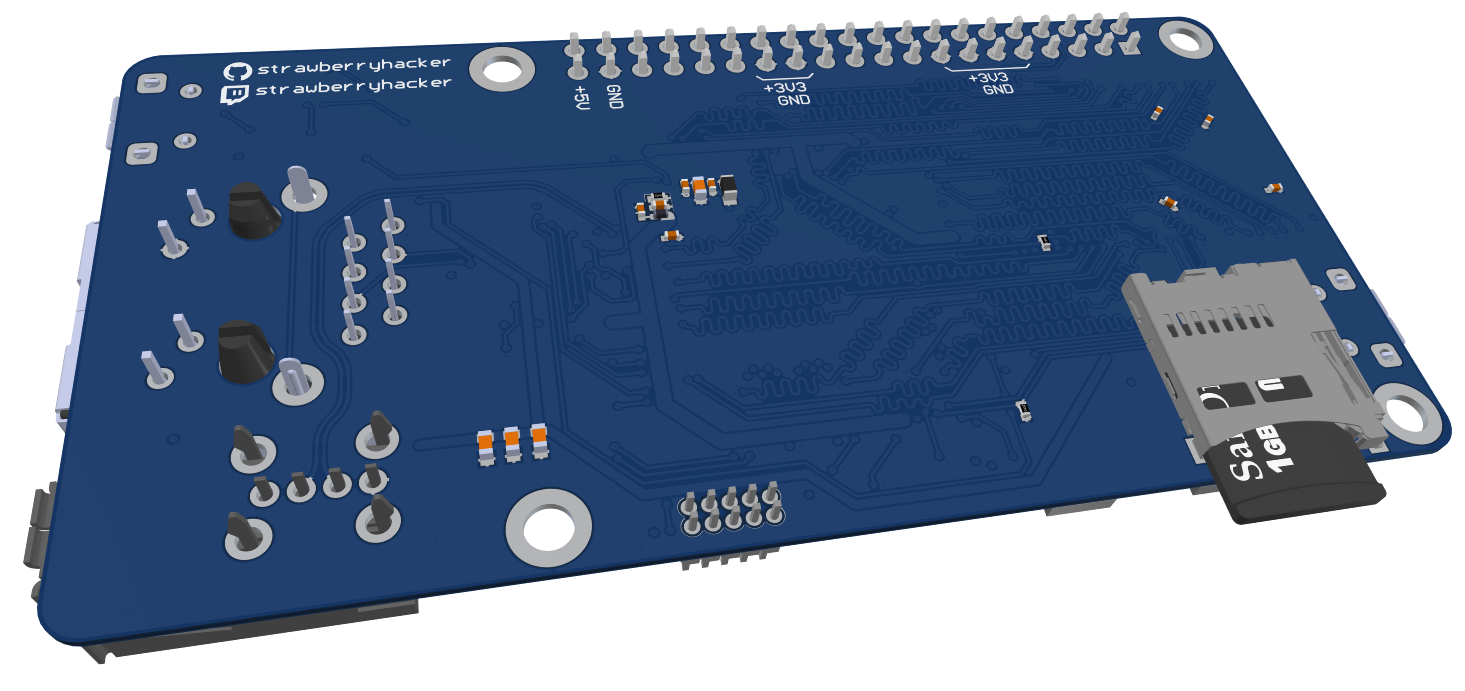 strawberryhacker
strawberryhacker
+5V
GND
+3V3
GND
+3V3
GND
1GB